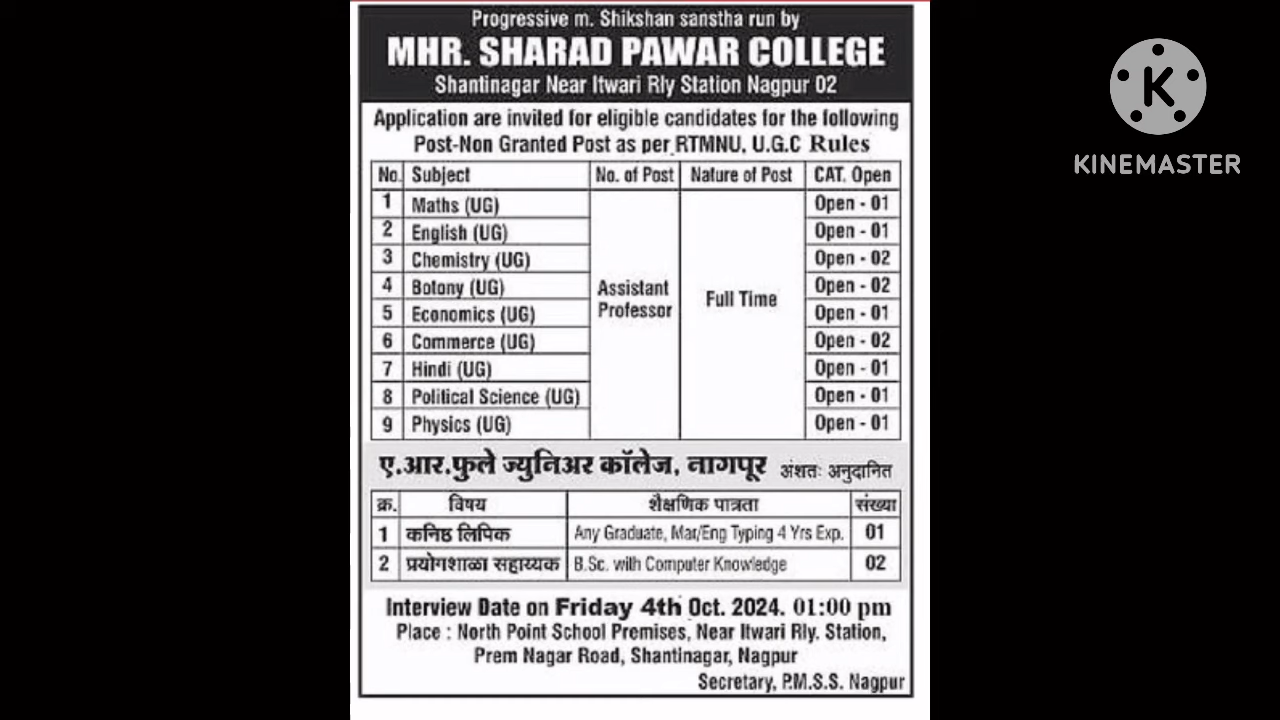 Progressive m. Shikshan sanstha run by
MHR. SHARAD PAWAR COLLEGE
Shantinagar Near Itwari Rly Station Nagpur 02
Application are invited for eligible candidates for the following
Post-Non Granted Post as per RTMNU, U.G.C Rules
No. Subject No. of Post Nature of Post CAT. Open
1 Maths (UG) Open - 01
2 English (UG) Open - 01
3 Chemistry (UG) Open - 02
4 Botony (UG) Assistant Professor Full Time Open - 02
5 Economics (UG) Open - 01
6 Commerce (UG) Open - 02
7 Hindi (UG) Open - 01
8 Political Science (UG) Open - 01
9 Physics (UG) Open - 01
ए.आर.फुले ज्युनिअर कॉलेज, नागपूर अंशतः अनुदानित
क्र. विषय शैक्षणिक पात्रता संख्या
1 कनिष्ठ लिपिक Any Graduate, Mar/Eng Typing 4 Yrs Exp. 01
2 प्रयोगशाळा सहाय्यक B.Sc. with Computer Knowledge 02
Interview Date on Friday 4th Oct. 2024. 01:00 pm
Place : North Point School Premises, Near Itwari Rly. Station,
Prem Nagar Road, Shantinagar, Nagpur
Secretary, P.M.S.S. Nagpur
K
KINEMASTER